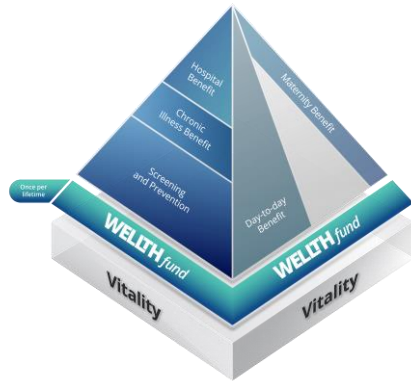 Hospital
Benefit
Maternity Benefit
Chronic
Illness Benefit
Screening
and Prevention
Day-to-day
Benefit
Once per
lifetime
WELLTH fund
WELLTH fund
Vitality
Vitality